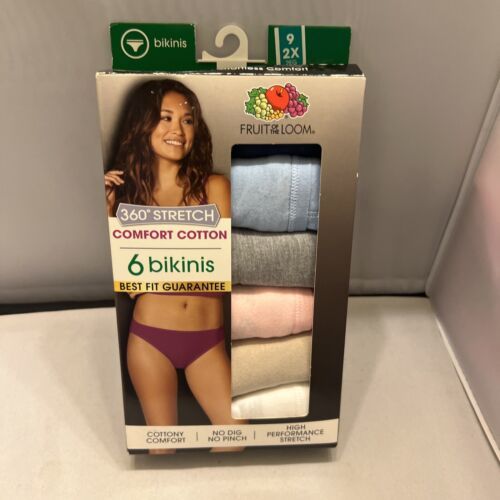 bikinis
9
2X
FRUIT OF THE LOOM®
360° STRETCH
COMFORT COTTON
6 bikinis
BEST FIT GUARANTEE
COTTONY
COMFORT
NO DIG
NO PINCH
HIGH
PERFORMANCE
STRETCH